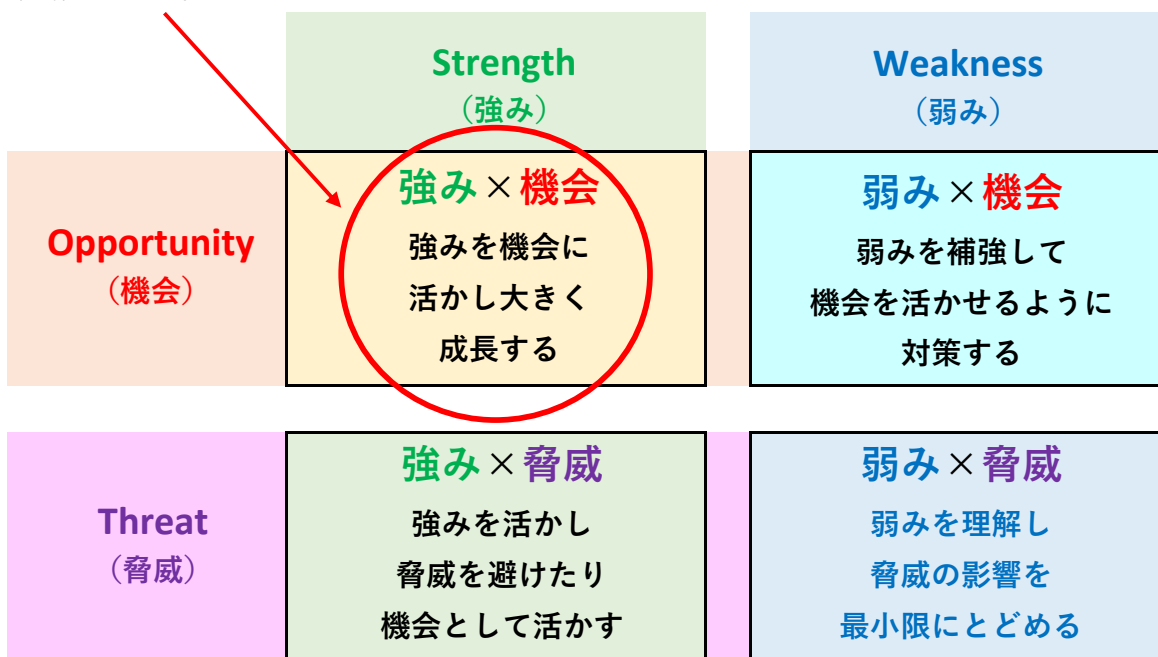 Strength
（強み）
Weakness
（弱み）
Opportunity
（機会）
強み×機会
強みを機会に
活かし大きく
成長する
弱み×機会
弱みを補強して
機会を活かせるように
対策する
Threat
（脅威）
強み×脅威
強みを活かし
脅威を避けたり
機会として活かす
弱み×脅威
弱みを理解し
脅威の影響を
最小限にとどめる